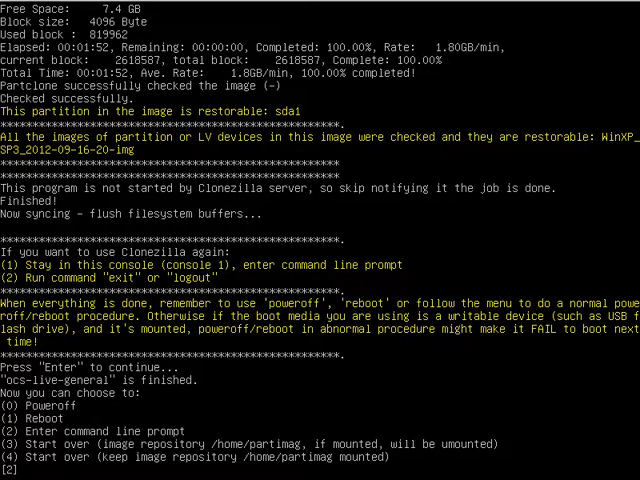 Free Space:     7.4 GB
Block size:   4096 Byte
Used block :  819962
Elapsed: 00:01:52, Remaining: 00:00:00, Completed: 100.00%, Rate:   1.80GB/min,
current block:    2618587, total block:    2618587, Complete: 100.00%
Total Time: 00:01:52, Ave. Rate:    1.8GB/min, 100.00% completed!
Partclone successfully checked the image (-)
Checked successfully.
This partition in the image is restorable: sda1
****************************************************.
All the images of partition or LV devices in this image were checked and they are restorable: WinXP_
SP3_2012-09-16-20-img
****************************************************
****************************************************
This program is not started by Clonezilla server, so skip notifying it the job is done.
Finished!
Now syncing - flush filesystem buffers...
****************************************************.
If you want to use Clonezilla again:
(1) Stay in this console (console 1), enter command line prompt
(2) Run command "exit" or "logout"
****************************************************.
When everything is done, remember to use 'poweroff', 'reboot' or follow the menu to do a normal powe
roff/reboot procedure. Otherwise if the boot media you are using is a writable device (such as USB f
lash drive), and it's mounted, poweroff/reboot in abnormal procedure might make it FAIL to boot next
 time!
****************************************************.
Press "Enter" to continue...
"ocs-live-general" is finished.
Now you can choose to:
(0) Poweroff
(1) Reboot
(2) Enter command line prompt
(3) Start over (image repository /home/partimag, if mounted, will be umounted)
(4) Start over (keep image repository /home/partimag mounted)
[2]